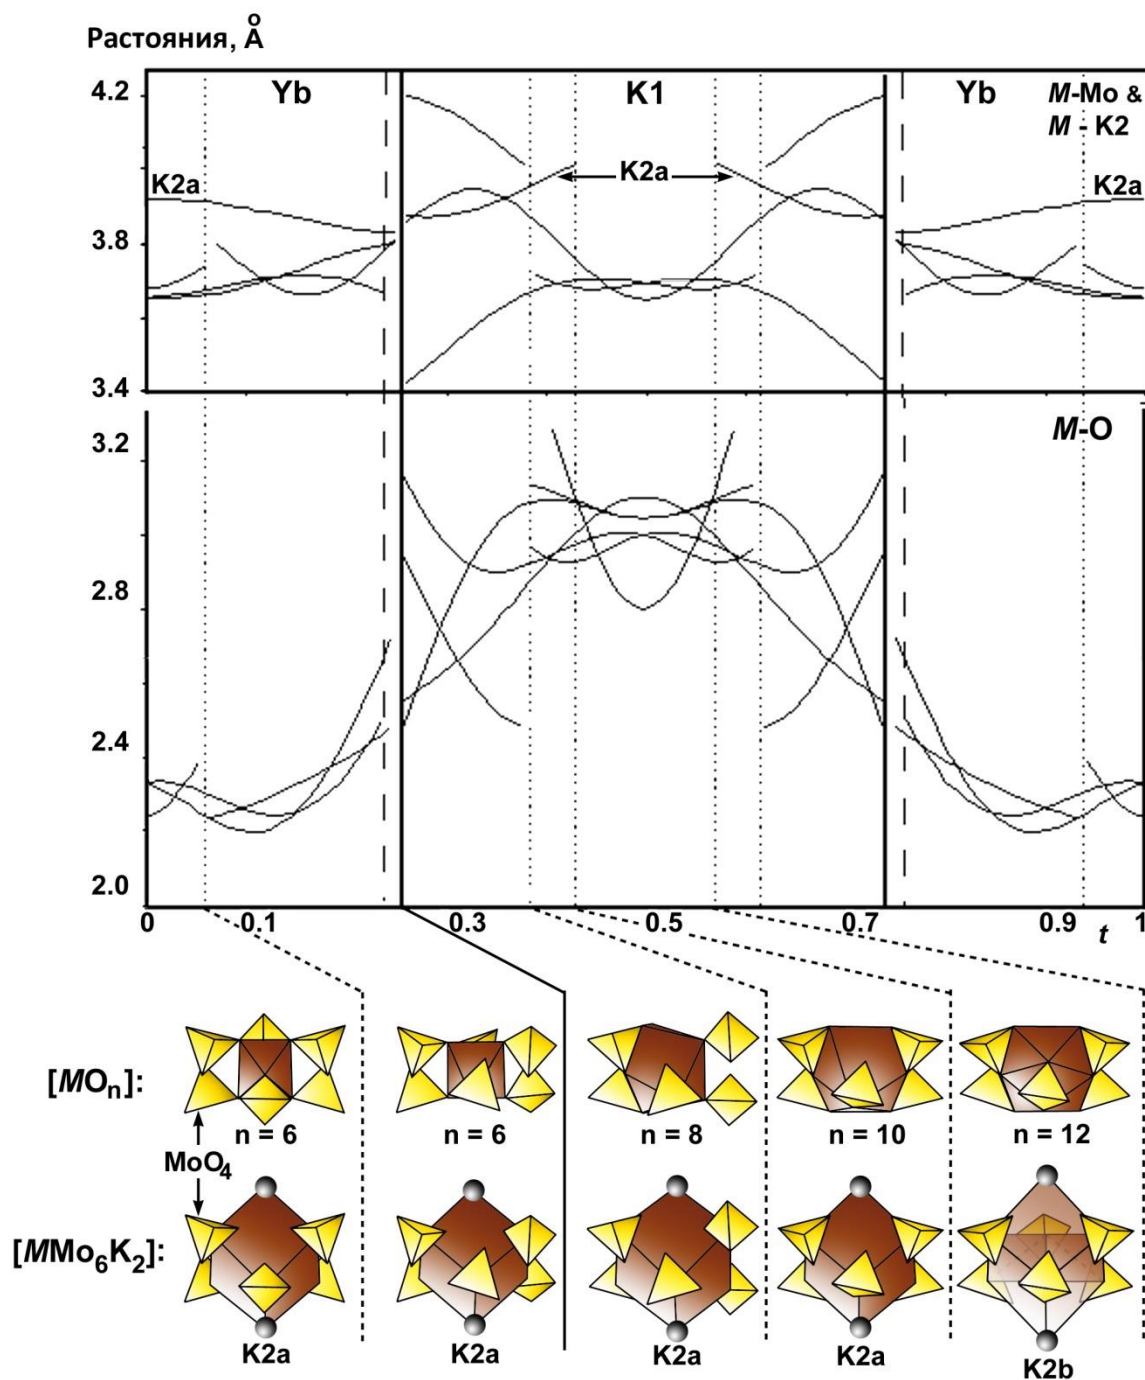 Растояния, Å
Yb K1 Yb M-Mo &
M - K2
4.2
K2a K2a K2a
3.8
3.4
M-O
3.2
2.8
2.4
2.0
0 0.1 0.3 0.5 0.7 0.9 1
t
[MOₙ]:
n = 6 n = 6 n = 8 n = 10 n = 12
MoO₄
[MMo₆K₂]:
K2a K2a K2a K2a K2b